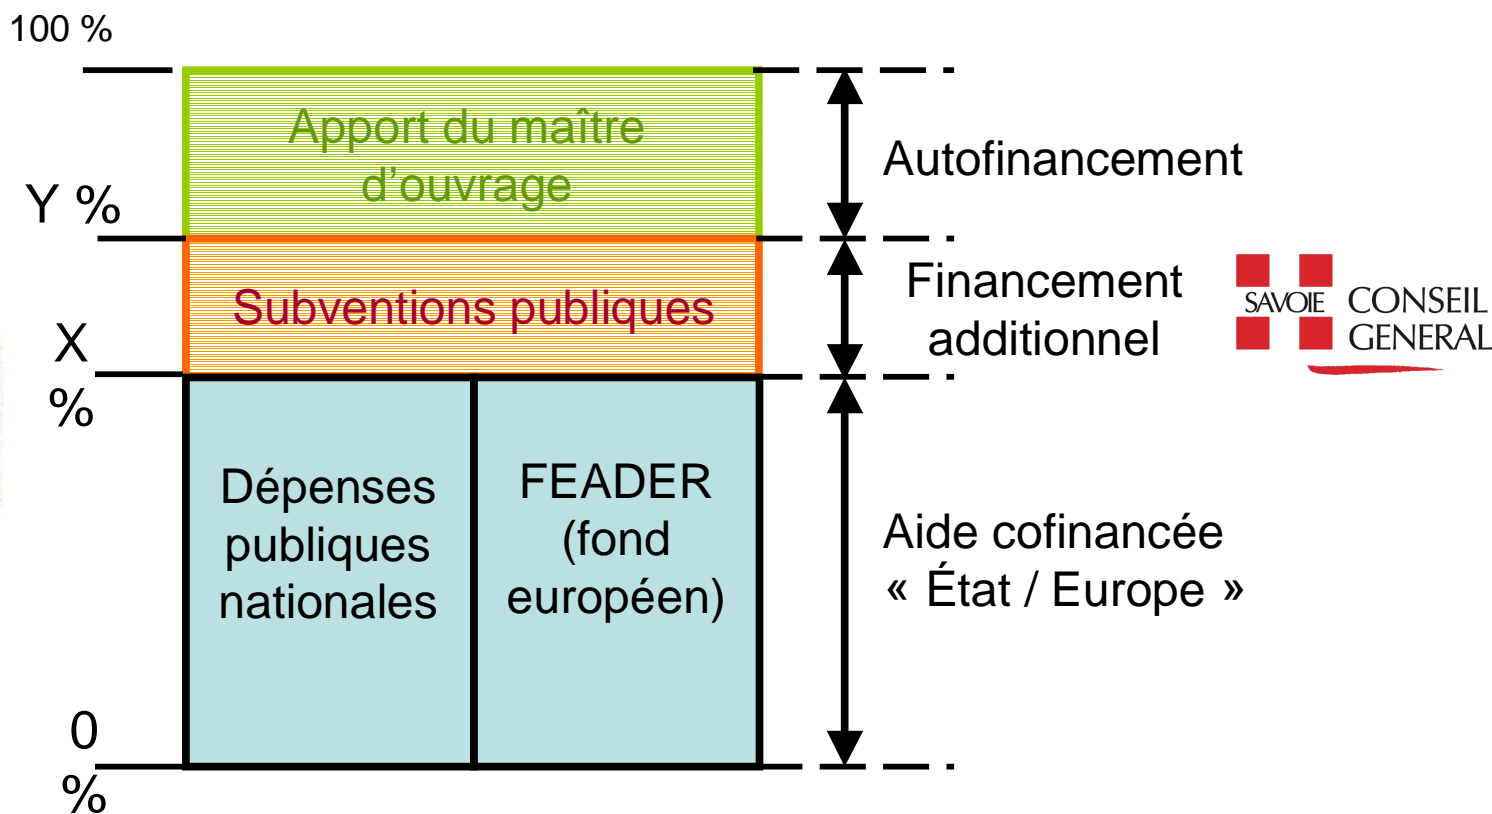 100 %
Apport du maître
d'ouvrage
Autofinancement
Y %
Subventions publiques
Financement
additionnel
SAVOIE
CONSEIL
GENERAL
X
%
Dépenses
publiques
nationales
FEADER
(fond
européen)
Aide cofinancée
« État / Europe »
0
%